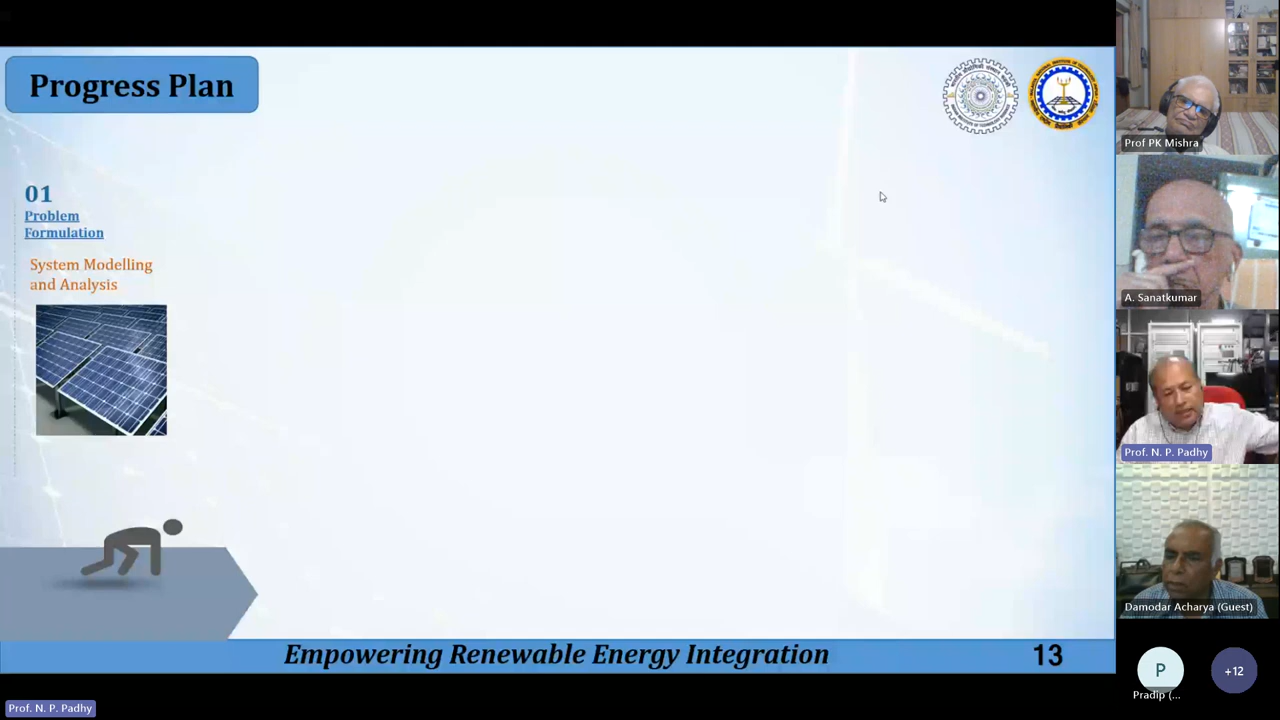 Progress Plan
01
Problem
Formulation
System Modelling
and Analysis
Empowering Renewable Energy Integration
13
Prof PK Mishra
A. Sanatkumar
Prof. N. P. Padhy
Damodar Acharya (Guest)
P
Pradip (...
+12
Prof. N. P. Padhy